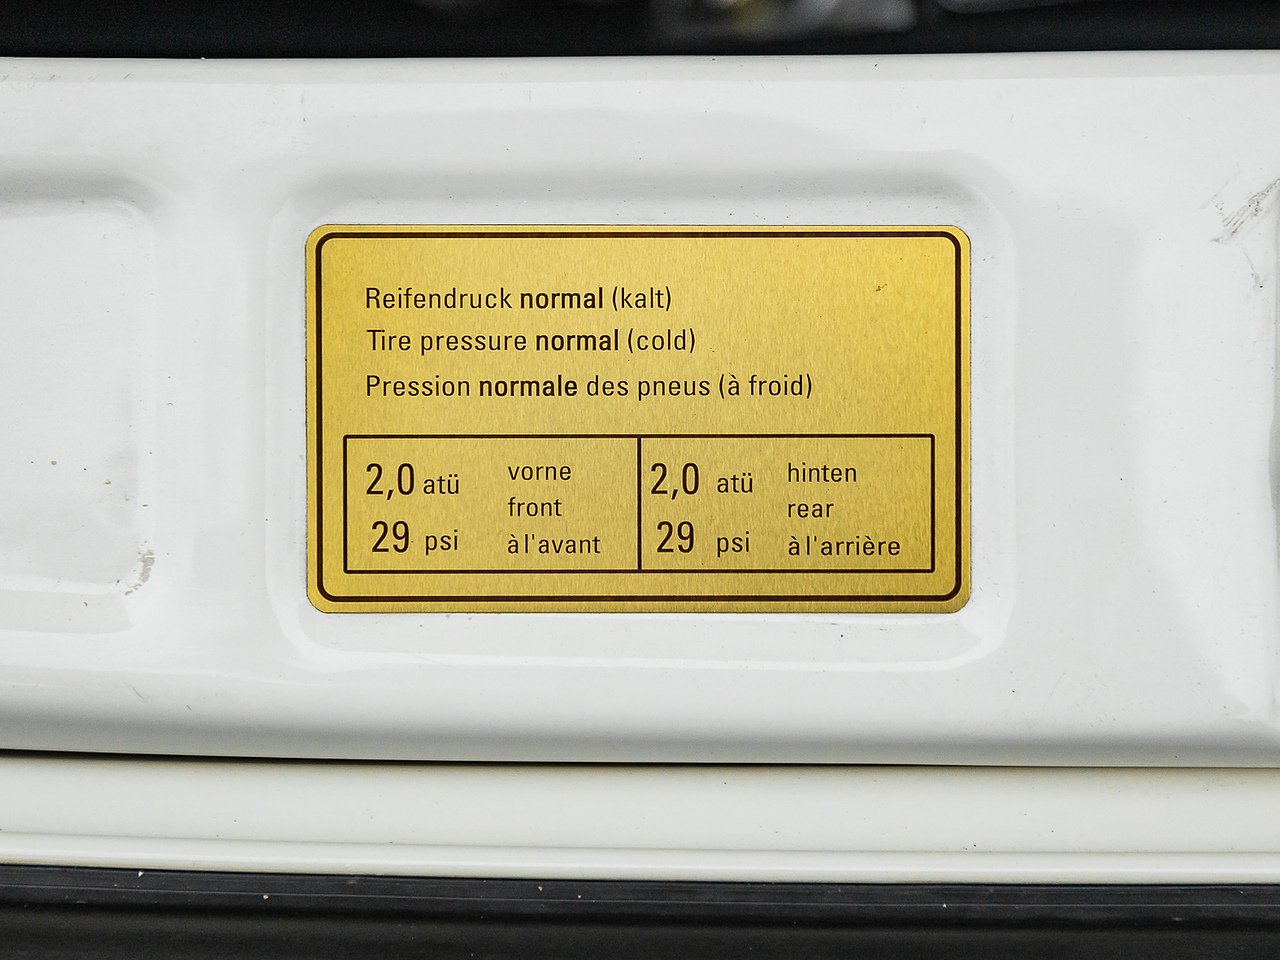 Reifendruck normal (kalt)
Tire pressure normal (cold)
Pression normale des pneus (à froid)
2,0 atü vorne
front
29 psi à l'avant
2,0 atü hinten
rear
29 psi à l'arrière